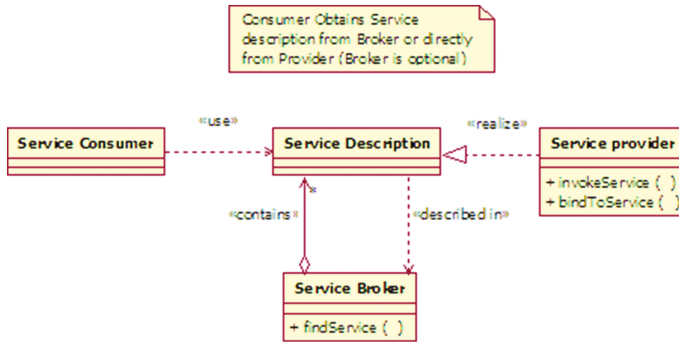 Consumer Obtains Service
description from Broker or directly
from Provider (Broker is optional)
«use»
«realize»
Service Consumer
Service Description
Service provider
+ invokeService ( )
+ bindToService ( )
*
«contains»
«described in»
Service Broker
+ findService ( )